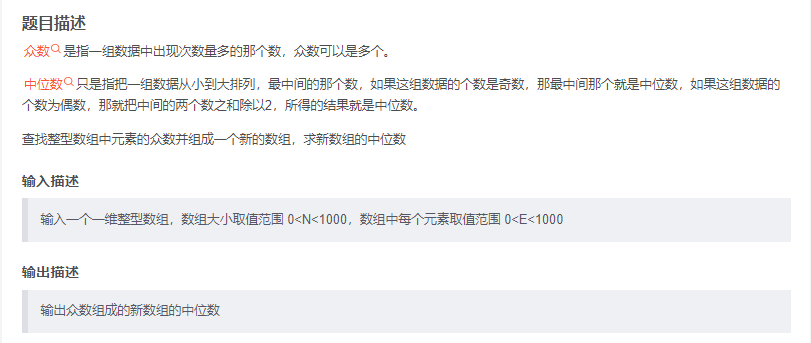 题目描述
众数是指一组数据中出现次数量多的那个数，众数可以是多个。
中位数只是指把一组数据从小到大排列，最中间的那个数，如果这组数据的个数是奇数，那最中间那个就是中位数，如果这组数据的
个数为偶数，那就把中间的两个数之和除以2，所得的结果就是中位数。
查找整型数组中元素的众数并组成一个新的数组，求新数组的中位数
输入描述
输入一个一维整型数组，数组大小取值范围 0<N<1000，数组中每个元素取值范围 0<E<1000
输出描述
输出众数组成的新数组的中位数